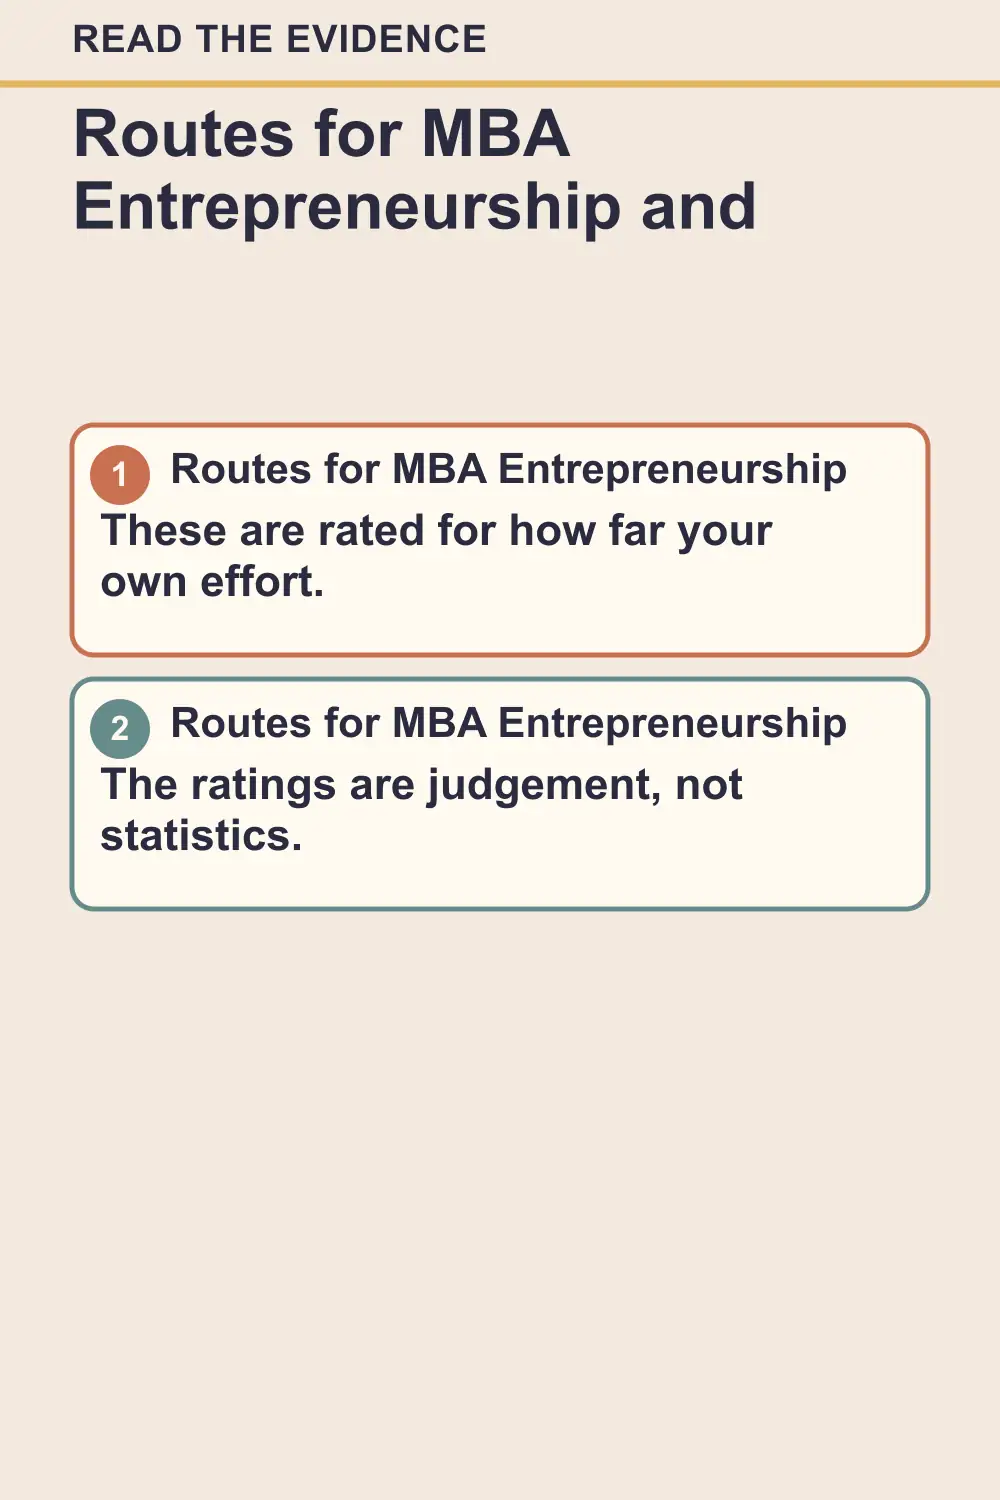 READ THE EVIDENCE
Routes for MBA
Entrepreneurship and
1 Routes for MBA Entrepreneurship
These are rated for how far your
own effort.
2 Routes for MBA Entrepreneurship
The ratings are judgement, not
statistics.